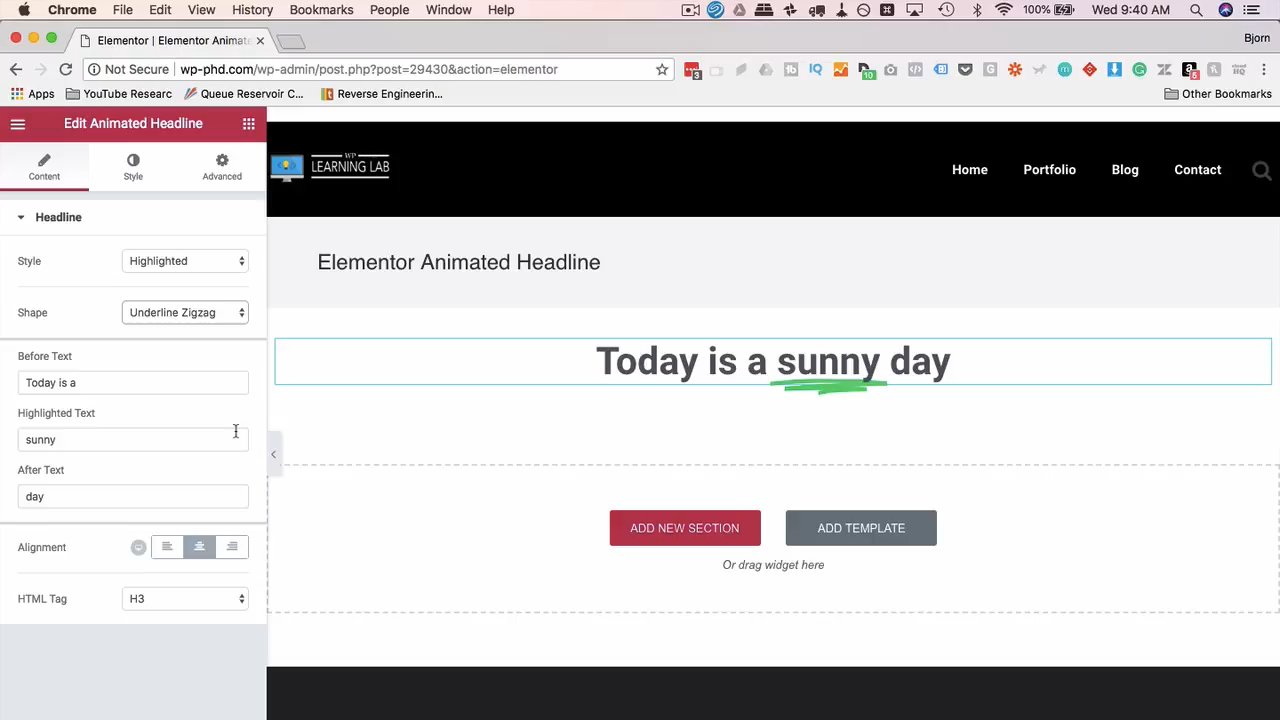 Chrome File Edit View History Bookmarks People Window Help 100% Wed 9:40 AM
Elementor | Elementor Animate Bjorn
Not Secure wp-phd.com/wp-admin/post.php?post=29430&action=elementor
Apps YouTube Researc Queue Reservoir C... Reverse Engineerin... Other Bookmarks
Edit Animated Headline
Content Style Advanced
WP
LEARNING LAB
Home Portfolio Blog Contact
Headline
Style Highlighted
Elementor Animated Headline
Shape Underline Zigzag
Before Text
Today is a
Today is a sunny day
Highlighted Text
sunny
After Text
day
ADD NEW SECTION ADD TEMPLATE
Alignment
Or drag widget here
HTML Tag H3